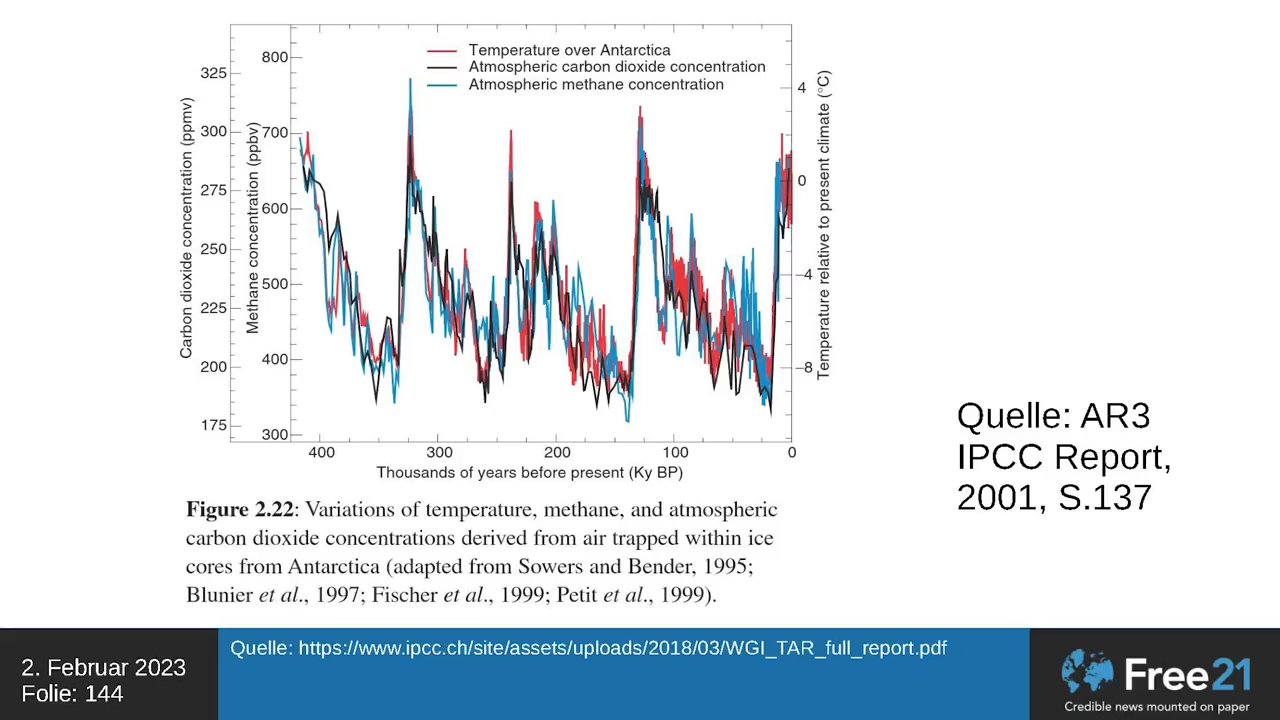 Temperature over Antarctica
Atmospheric carbon dioxide concentration
Atmospheric methane concentration
Carbon dioxide concentration (ppmv)
325
300
275
250
225
200
175
Methane concentration (ppbv)
800
700
600
500
400
300
Temperature relative to present climate (°C)
4
0
−4
−8
400
300
200
100
0
Thousands of years before present (Ky BP)
Figure 2.22: Variations of temperature, methane, and atmospheric
carbon dioxide concentrations derived from air trapped within ice
cores from Antarctica (adapted from Sowers and Bender, 1995;
Blunier et al., 1997; Fischer et al., 1999; Petit et al., 1999).
Quelle: AR3
IPCC Report,
2001, S.137
2. Februar 2023
Folie: 144
Quelle: https://www.ipcc.ch/site/assets/uploads/2018/03/WGI_TAR_full_report.pdf
Free21
Credible news mounted on paper